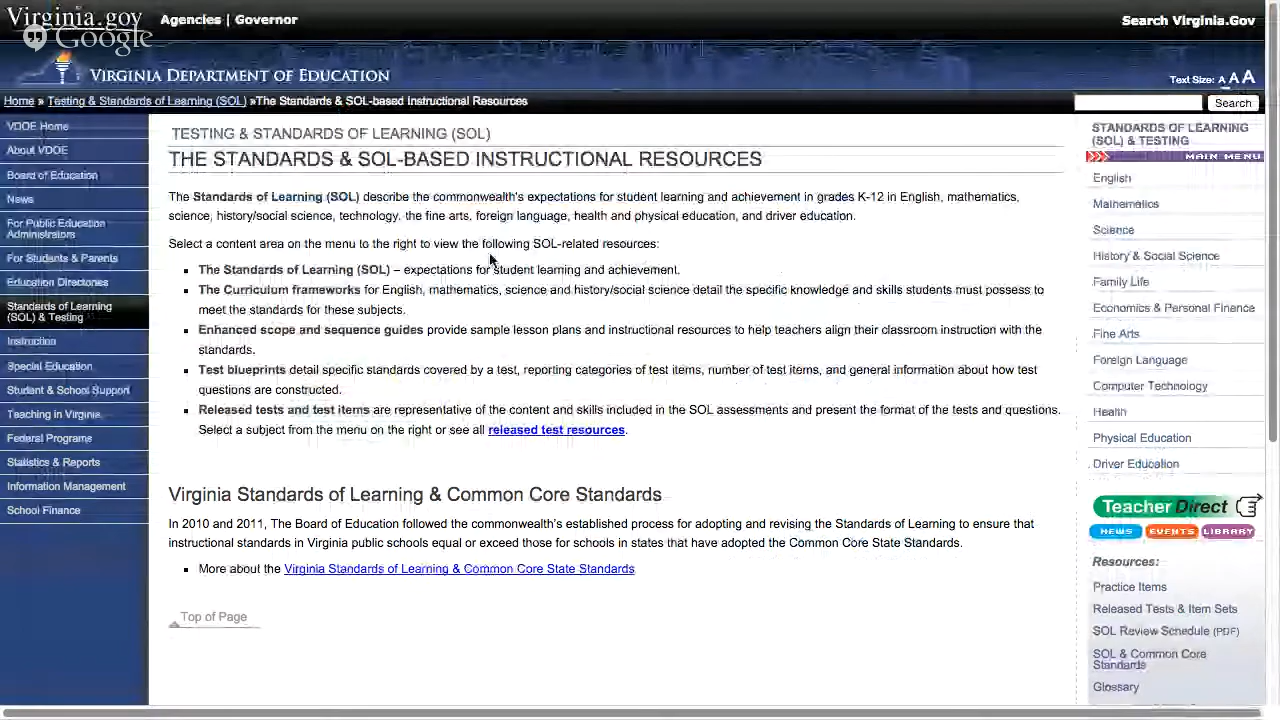 Virginia.gov
Agencies | Governor
Search Virginia.Gov
Google
VIRGINIA DEPARTMENT OF EDUCATION
Text Size: A A A
Home » Testing & Standards of Learning (SOL) »The Standards & SOL-based Instructional Resources
Search
VDOE Home
About VDOE
Board of Education
News
For Public Education
Administrators
For Students & Parents
Education Directories
Standards of Learning
(SOL) & Testing
Instruction
Special Education
Student & School Support
Teaching in Virginia
Federal Programs
Statistics & Reports
Information Management
School Finance
TESTING & STANDARDS OF LEARNING (SOL)
THE STANDARDS & SOL-BASED INSTRUCTIONAL RESOURCES
The Standards of Learning (SOL) describe the commonwealth's expectations for student learning and achievement in grades K-12 in English, mathematics,
science, history/social science, technology, the fine arts, foreign language, health and physical education, and driver education.
Select a content area on the menu to the right to view the following SOL-related resources:
The Standards of Learning (SOL) – expectations for student learning and achievement.
The Curriculum frameworks for English, mathematics, science and history/social science detail the specific knowledge and skills students must possess to
meet the standards for these subjects.
Enhanced scope and sequence guides provide sample lesson plans and instructional resources to help teachers align their classroom instruction with the
standards.
Test blueprints detail specific standards covered by a test, reporting categories of test items, number of test items, and general information about how test
questions are constructed.
Released tests and test items are representative of the content and skills included in the SOL assessments and present the format of the tests and questions.
Select a subject from the menu on the right or see all released test resources.
Virginia Standards of Learning & Common Core Standards
In 2010 and 2011, The Board of Education followed the commonwealth's established process for adopting and revising the Standards of Learning to ensure that
instructional standards in Virginia public schools equal or exceed those for schools in states that have adopted the Common Core State Standards.
More about the Virginia Standards of Learning & Common Core State Standards
Top of Page
STANDARDS OF LEARNING
(SOL) & TESTING
MAIN MENU
English
Mathematics
Science
History & Social Science
Family Life
Economics & Personal Finance
Fine Arts
Foreign Language
Computer Technology
Health
Physical Education
Driver Education
Teacher Direct
NEWS EVENTS LIBRARY
Resources:
Practice Items
Released Tests & Item Sets
SOL Review Schedule (PDF)
SOL & Common Core
Standards
Glossary